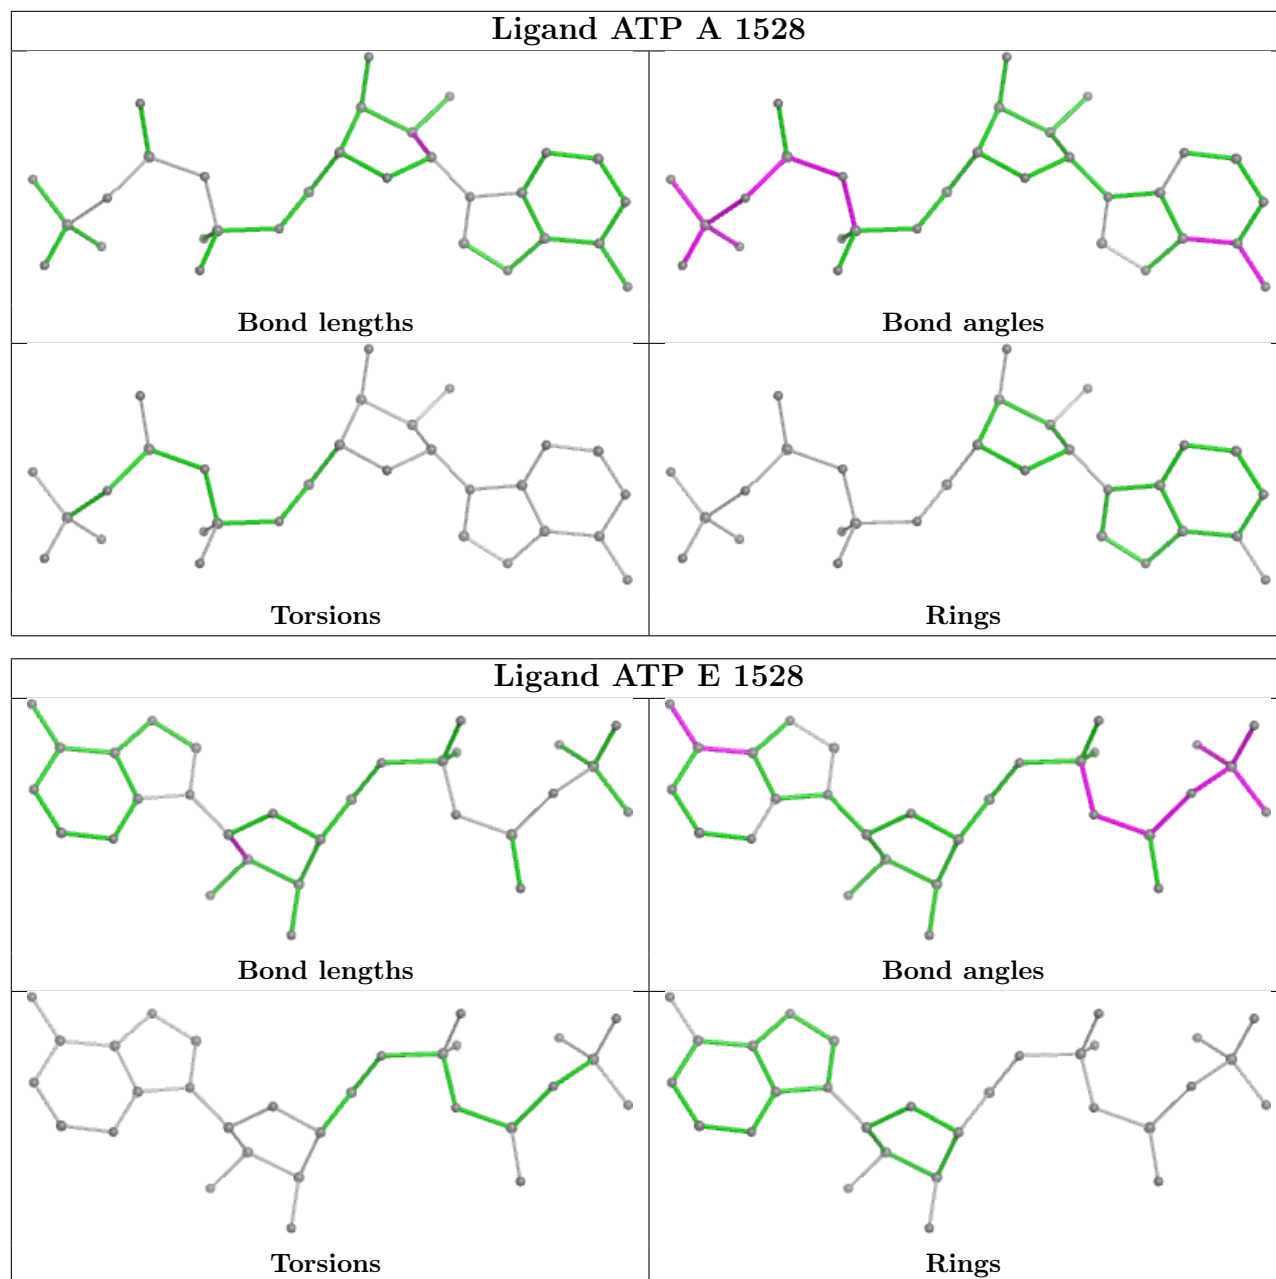 Ligand ATP A 1528
Bond lengths
Bond angles
Torsions
Rings
Ligand ATP E 1528
Bond lengths
Bond angles
Torsions
Rings